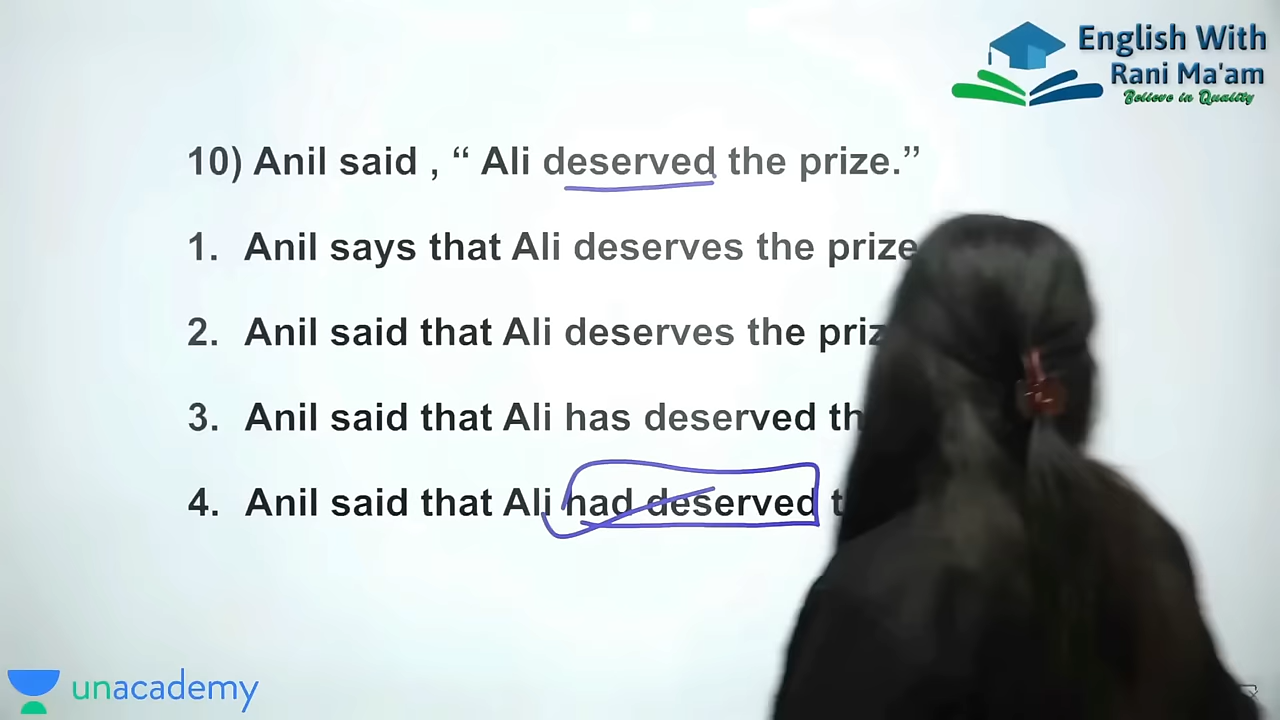 English With
Rani Ma'am
Believe in Quality
10) Anil said , “ Ali deserved the prize.”
1. Anil says that Ali deserves the prize
2. Anil said that Ali deserves the
3. Anil said that Ali has deserved
4. Anil said that Ali had deserved
unacademy